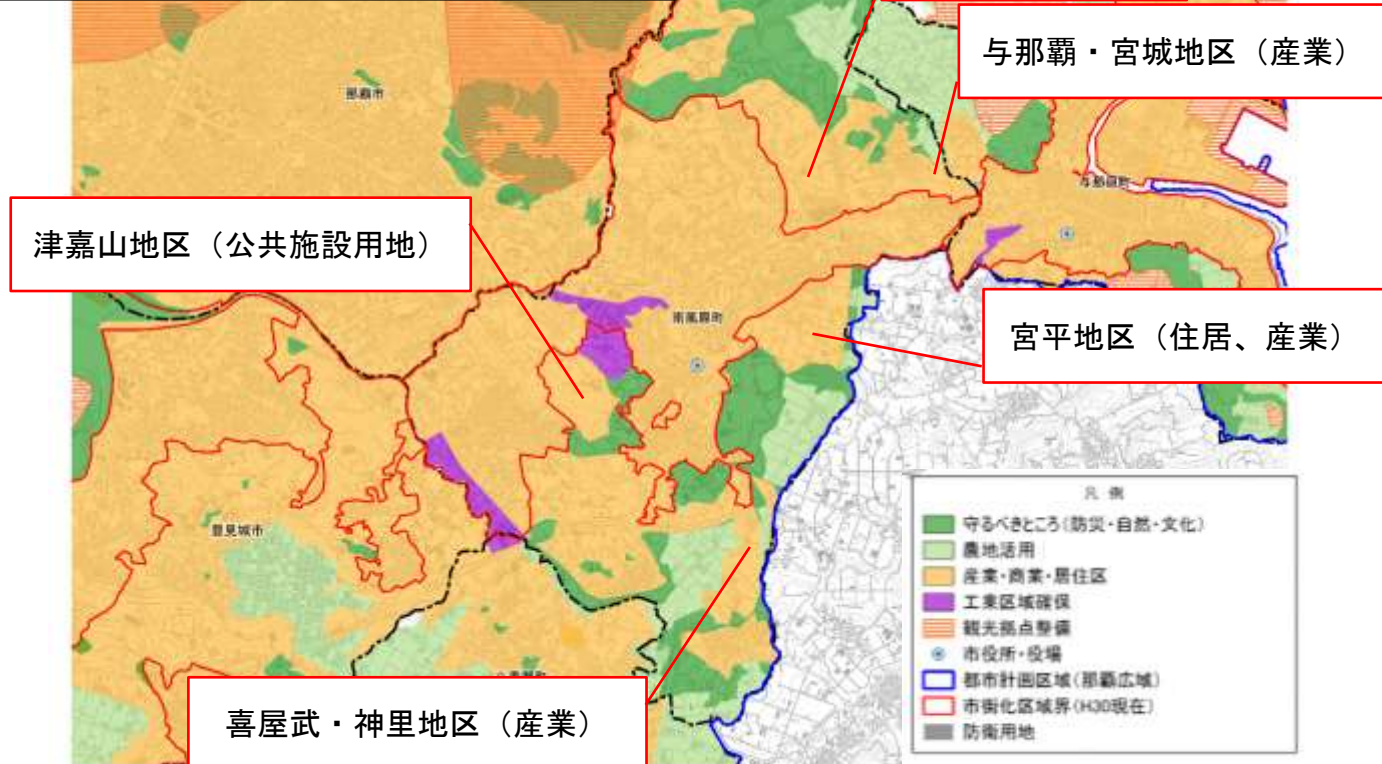 与那覇・宮城地区（産業）
那覇市
与那原町
津嘉山地区（公共施設用地）
南風原町
宮平地区（住居、産業）
凡 例
守るべきところ(防災・自然・文化)
農地活用
産業・商業・居住区
工業区域確保
観光拠点整備
市役所・役場
都市計画区域(那覇広域)
市街化区域界(H30現在)
防衛用地
豊見城市
喜屋武・神里地区（産業）